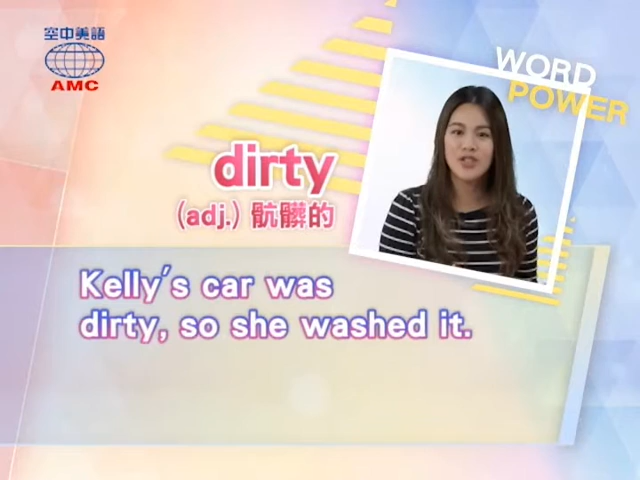 空中美語
AMC
WORD
POWER
dirty
(adj.) 骯髒的
Kelly's car was
dirty, so she washed it.